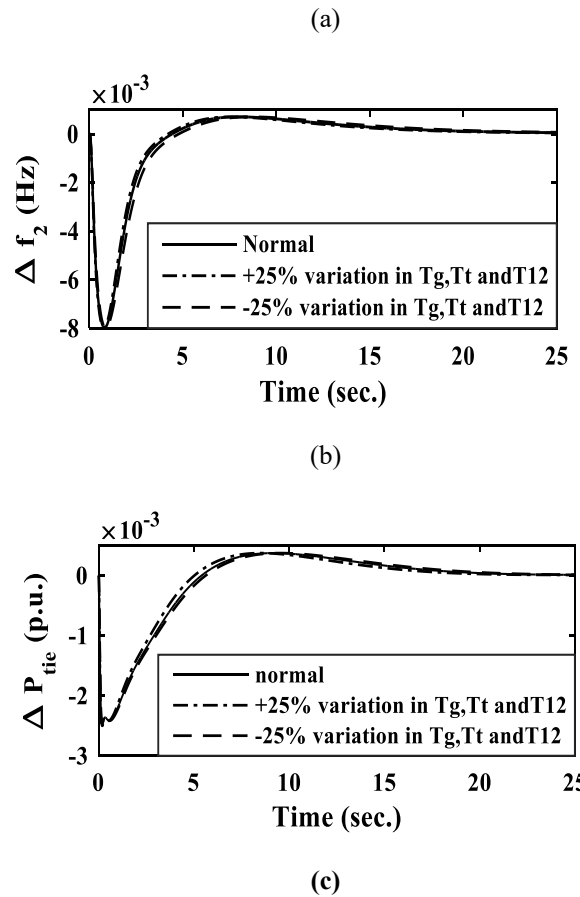 (a)
×10-3
0
-2
-4
-6
-8
Δ f2 (Hz)
Normal
+25% variation in Tg,Tt andT12
-25% variation in Tg,Tt andT12
0 5 10 15 20 25
Time (sec.)
(b)
×10-3
0
-1
-2
-3
Δ Ptie (p.u.)
normal
+25% variation in Tg,Tt andT12
-25% variation in Tg,Tt andT12
0 5 10 15 20 25
Time (sec.)
(c)